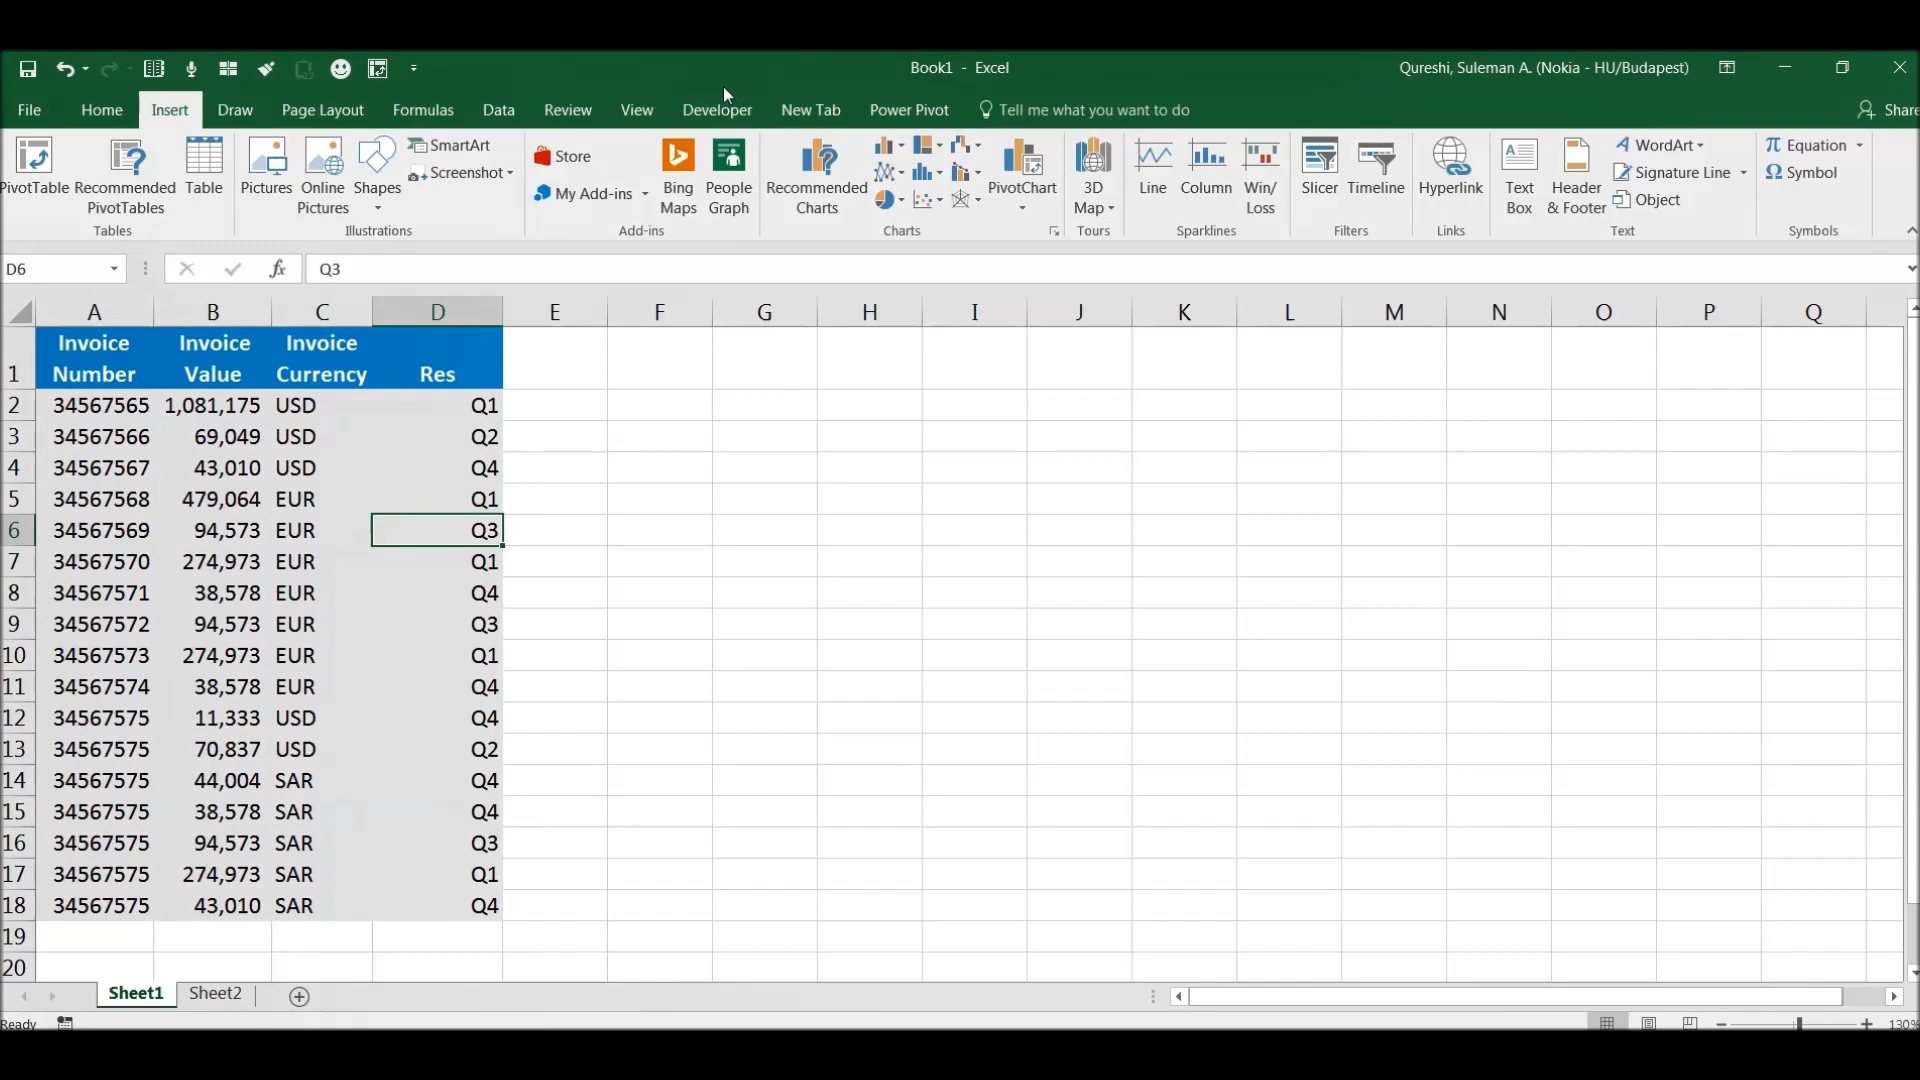 Book1 - Excel
Qureshi, Suleman A. (Nokia - HU/Budapest)
File Home Insert Draw Page Layout Formulas Data Review View Developer New Tab Power Pivot Tell me what you want to do Share
PivotTable
Recommended PivotTables
Table
Tables
Pictures
Online Pictures
Shapes
SmartArt
Screenshot
Illustrations
Store
My Add-ins
Bing Maps
People Graph
Add-ins
Recommended Charts
PivotChart
Charts
3D Map
Tours
Line
Column
Win/ Loss
Sparklines
Slicer
Timeline
Filters
Hyperlink
Links
Text Box
Header & Footer
WordArt
Signature Line
Object
Text
Equation
Symbol
Symbols
D6 fx Q3
A B C D E F G H I J K L M N O P Q
1 Invoice Number Invoice Value Invoice Currency Res
2 34567565 1,081,175 USD Q1
3 34567566 69,049 USD Q2
4 34567567 43,010 USD Q4
5 34567568 479,064 EUR Q1
6 34567569 94,573 EUR Q3
7 34567570 274,973 EUR Q1
8 34567571 38,578 EUR Q4
9 34567572 94,573 EUR Q3
10 34567573 274,973 EUR Q1
11 34567574 38,578 EUR Q4
12 34567575 11,333 USD Q4
13 34567575 70,837 USD Q2
14 34567575 44,004 SAR Q4
15 34567575 38,578 SAR Q4
16 34567575 94,573 SAR Q3
17 34567575 274,973 SAR Q1
18 34567575 43,010 SAR Q4
19
20
Sheet1 Sheet2
Ready 130%